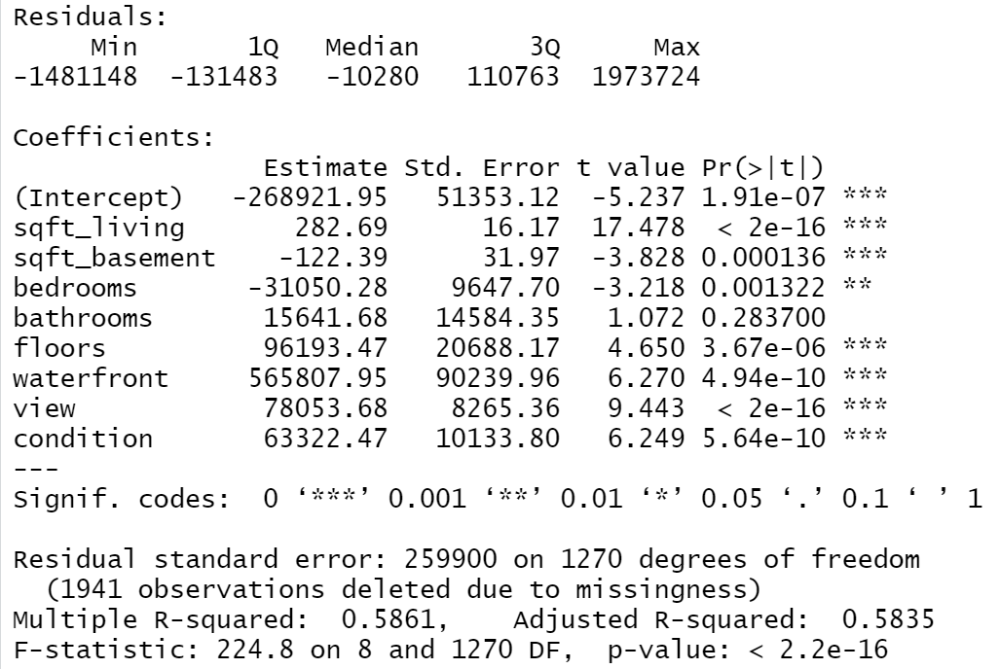 Residuals:
     Min       1Q   Median       3Q      Max
-1481148  -131483   -10280   110763  1973724

Coefficients:
                Estimate Std. Error t value Pr(>|t|)
(Intercept)   -268921.95   51353.12  -5.237 1.91e-07 ***
sqft_living       282.69      16.17  17.478  < 2e-16 ***
sqft_basement    -122.39      31.97  -3.828 0.000136 ***
bedrooms       -31050.28    9647.70  -3.218 0.001322 **
bathrooms       15641.68   14584.35   1.072 0.283700
floors          96193.47   20688.17   4.650 3.67e-06 ***
waterfront     565807.95   90239.96   6.270 4.94e-10 ***
view            78053.68    8265.36   9.443  < 2e-16 ***
condition       63322.47   10133.80   6.249 5.64e-10 ***
---
Signif. codes:  0 ‘***’ 0.001 ‘**’ 0.01 ‘*’ 0.05 ‘.’ 0.1 ‘ ’ 1

Residual standard error: 259900 on 1270 degrees of freedom
  (1941 observations deleted due to missingness)
Multiple R-squared:  0.5861,    Adjusted R-squared:  0.5835
F-statistic: 224.8 on 8 and 1270 DF,  p-value: < 2.2e-16